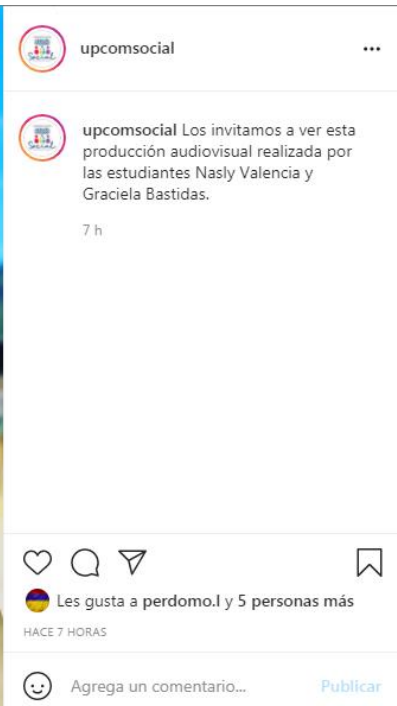 upcomsocial
upcomsocial Los invitamos a ver esta
producción audiovisual realizada por
las estudiantes Nasly Valencia y
Graciela Bastidas.
7 h
Les gusta a perdomo.l y 5 personas más
HACE 7 HORAS
Agrega un comentario... Publicar